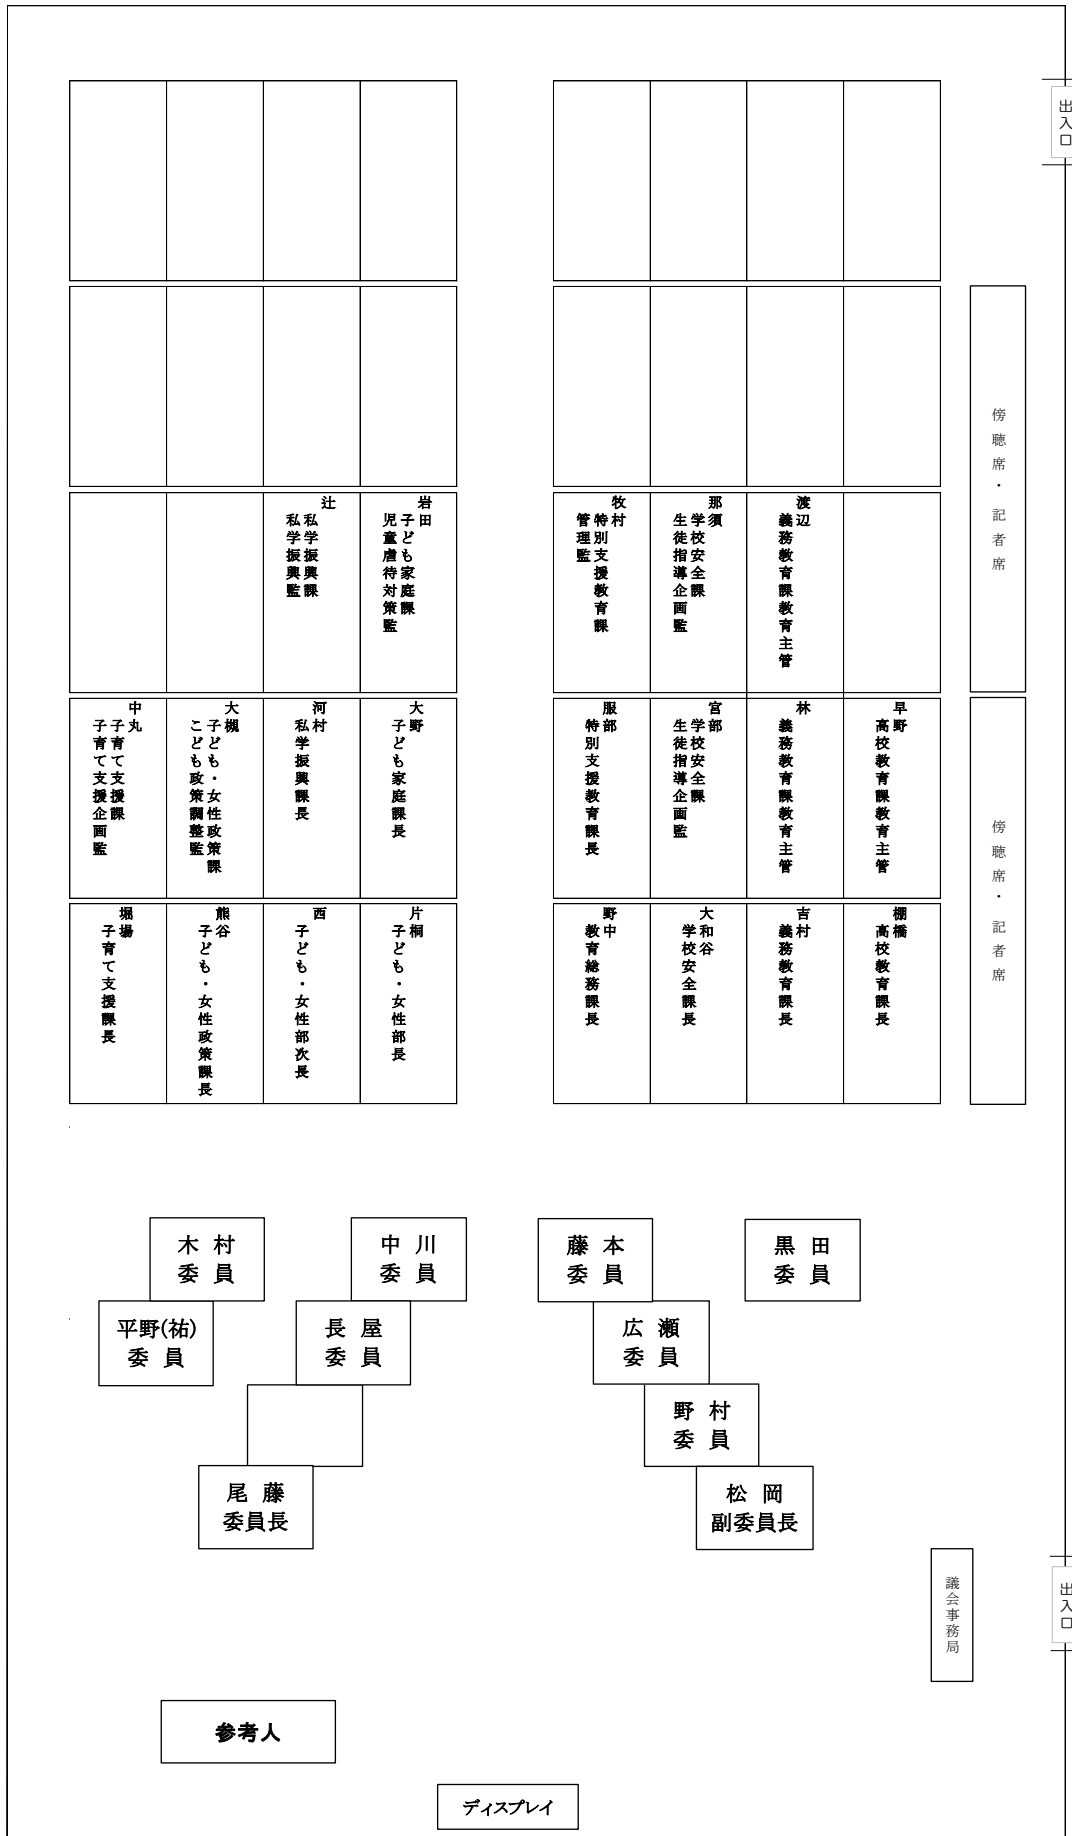 出入口
傍聴席・記者席
辻
私学振興課
私学振興監
岩田
子ども家庭課
児童虐待対策監
牧村
特別支援教育課
管理監
那須
学校安全課
生徒指導企画監
渡辺
義務教育課教育主管
中丸
子育て支援課
子育て支援企画監
大槻
子ども・女性政策課
こども政策調整監
河村
私学振興課長
大野
子ども家庭課長
服部
特別支援教育課長
宮部
学校安全課
生徒指導企画監
林
義務教育課教育主管
早野
高校教育課教育主管
傍聴席・記者席
堀場
子育て支援課長
熊谷
子ども・女性政策課長
西
子ども・女性部次長
片桐
子ども・女性部長
野中
教育総務課長
大和谷
学校安全課長
吉村
義務教育課長
棚橋
高校教育課長
木村
委員
中川
委員
藤本
委員
黒田
委員
平野(祐)
委員
長屋
委員
広瀬
委員
野村
委員
尾藤
委員長
松岡
副委員長
議会事務局
出入口
参考人
ディスプレイ